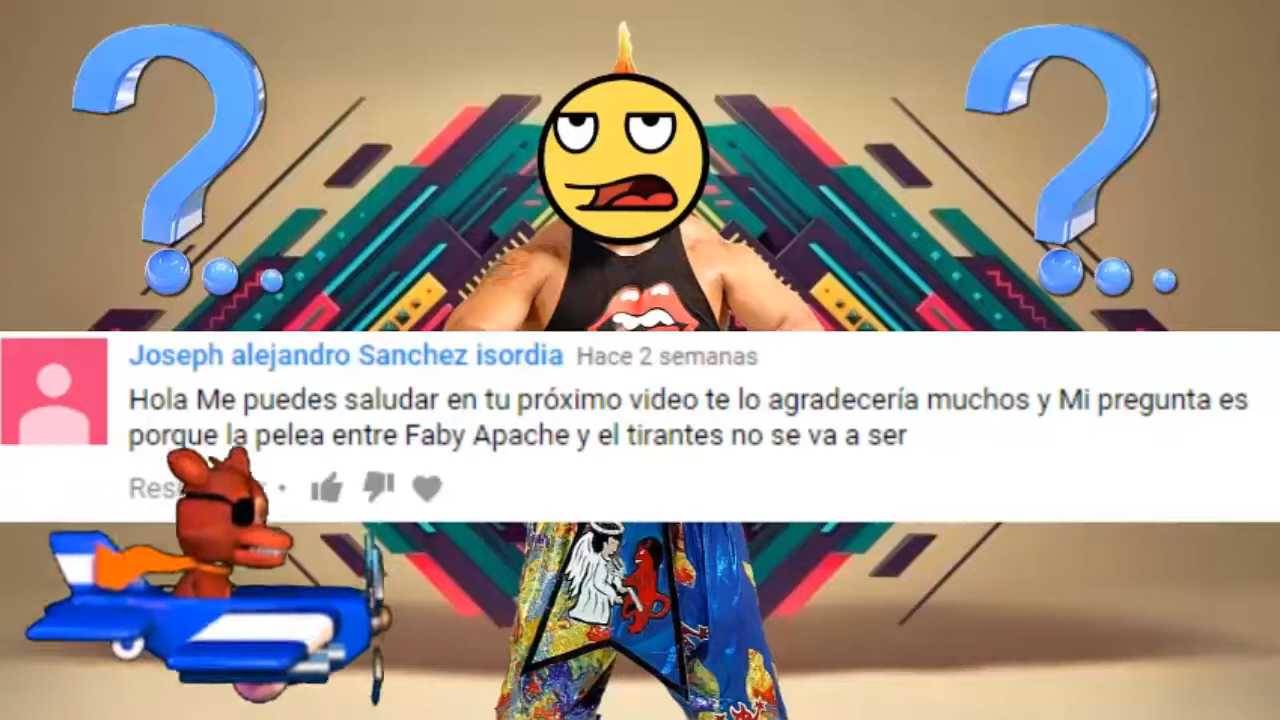 Joseph alejandro Sanchez isordia Hace 2 semanas
Hola Me puedes saludar en tu próximo video te lo agradecería muchos y Mi pregunta es
porque la pelea entre Faby Apache y el tirantes no se va a ser